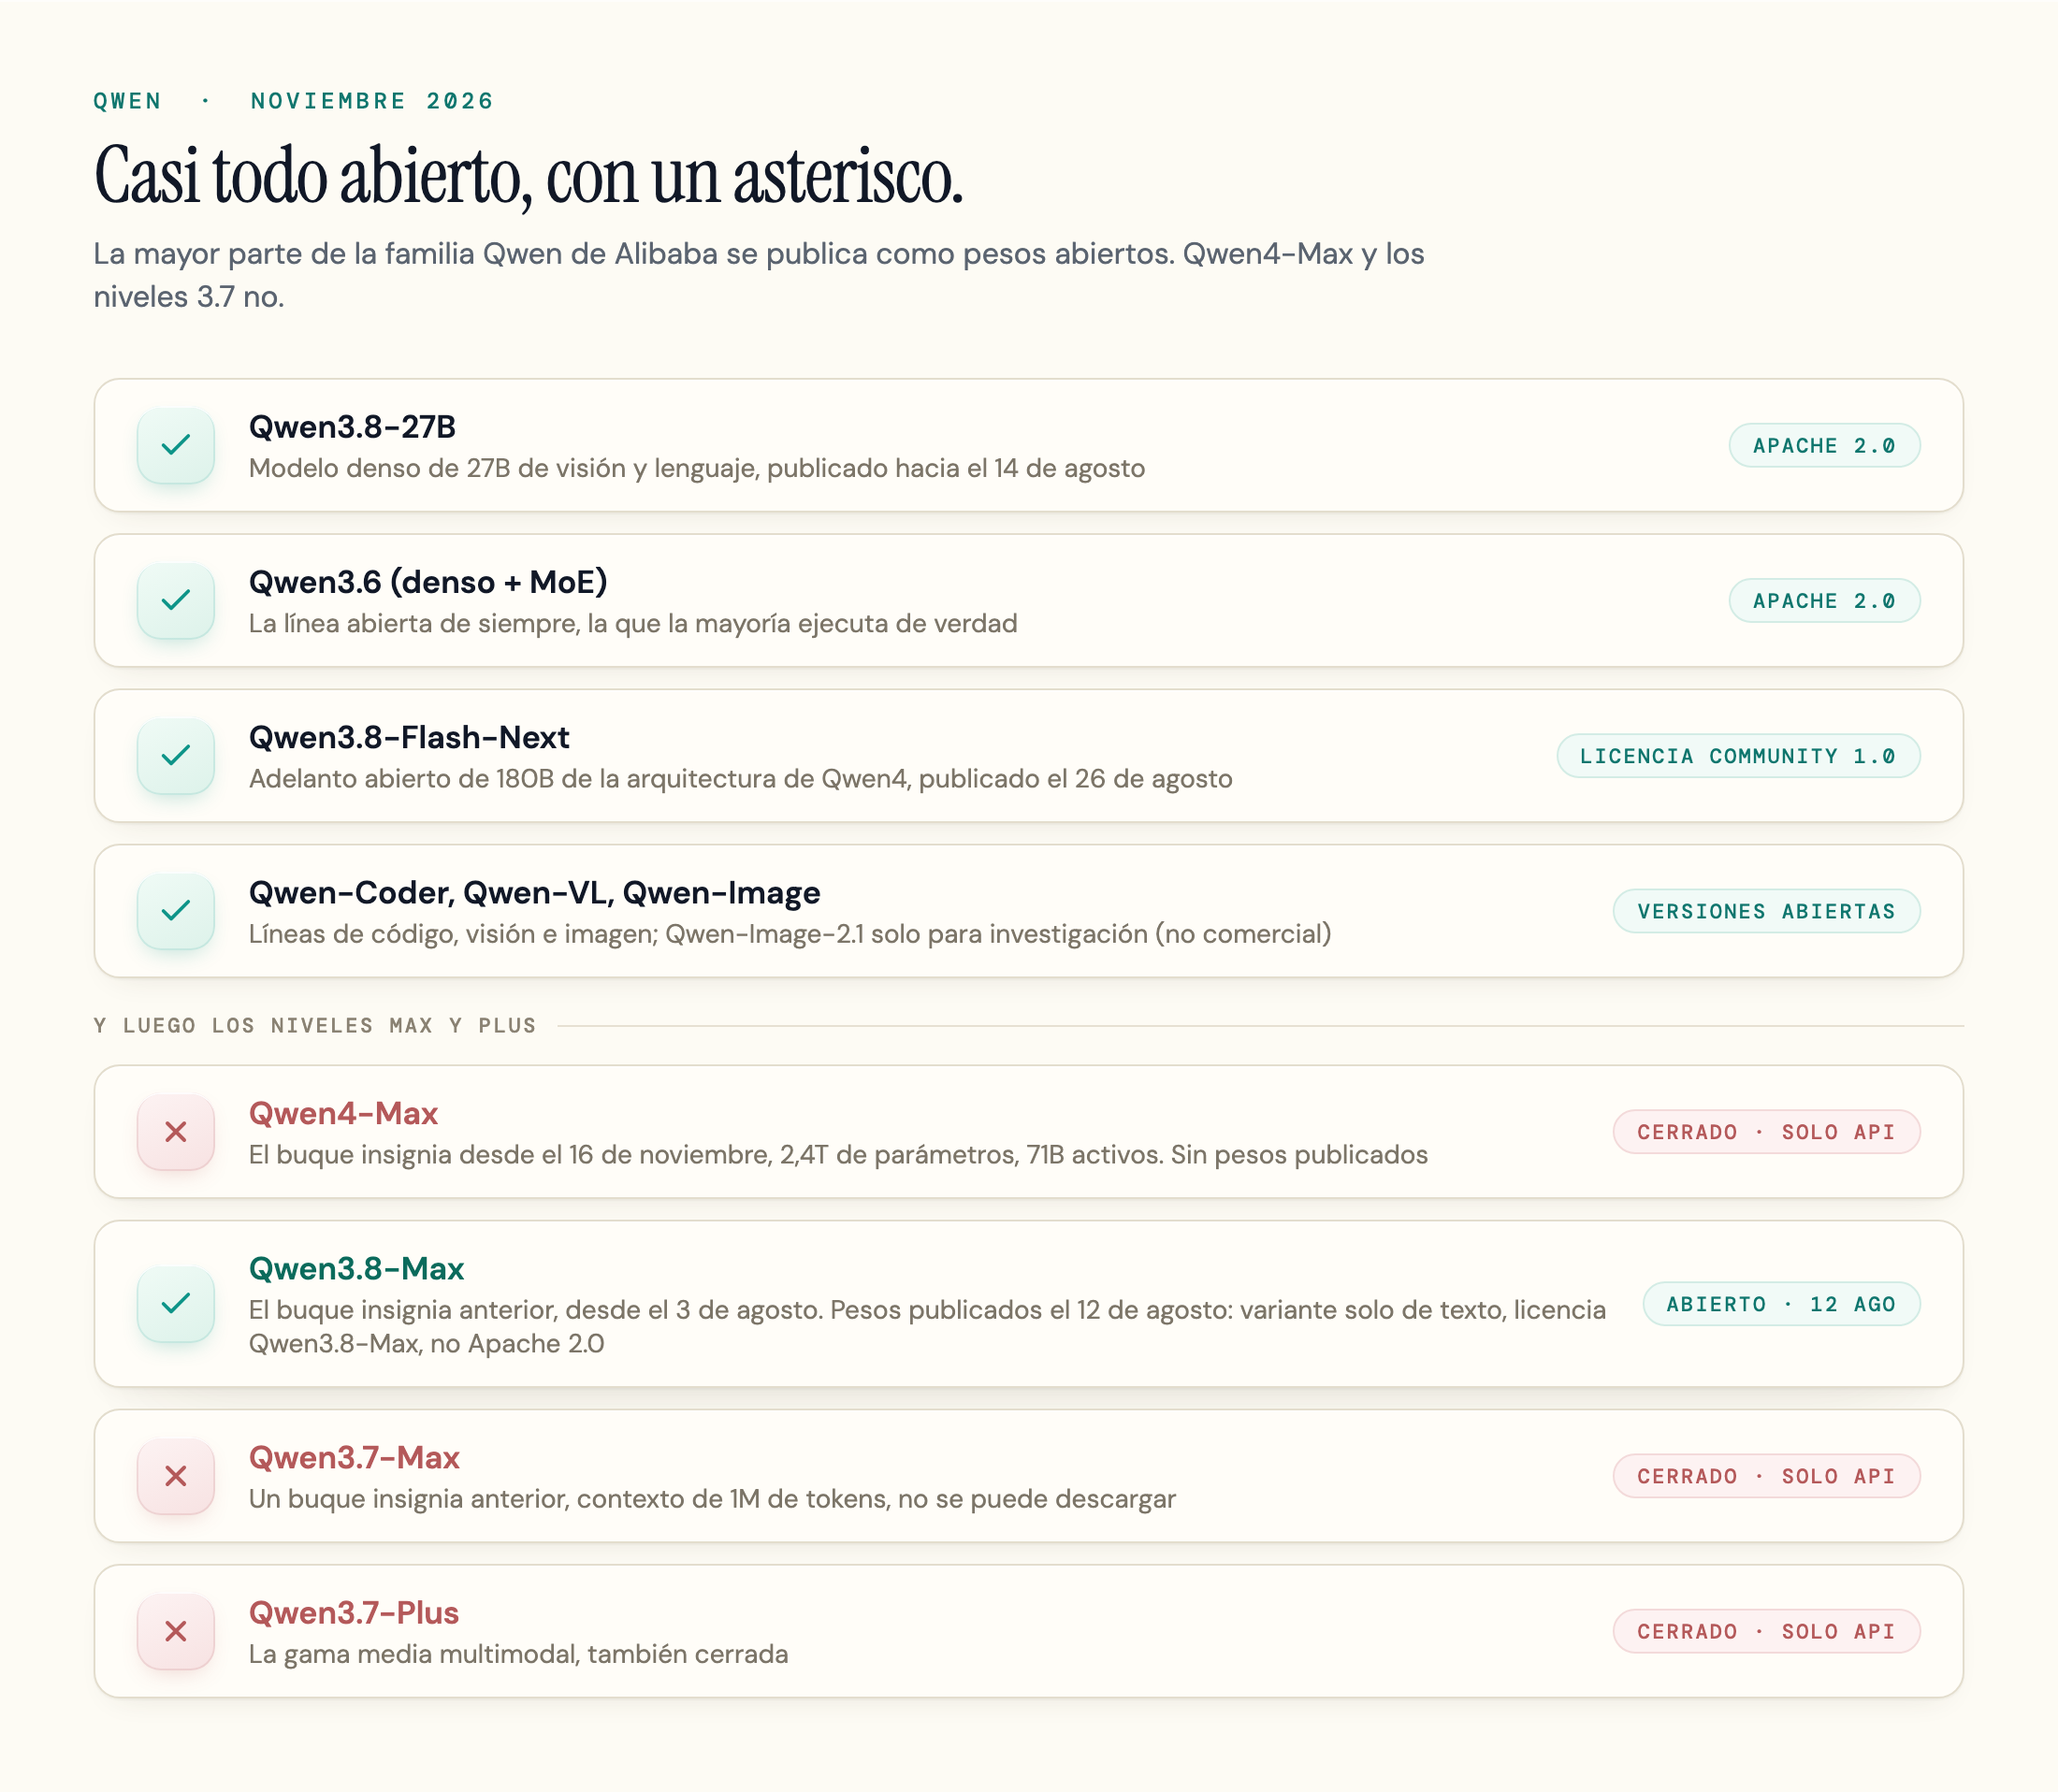 QWEN · NOVIEMBRE 2026
Casi todo abierto, con un asterisco.
La mayor parte de la familia Qwen de Alibaba se publica como pesos abiertos. Qwen4-Max y los
niveles 3.7 no.
Qwen3.8-27B
Modelo denso de 27B de visión y lenguaje, publicado hacia el 14 de agosto
APACHE 2.0
Qwen3.6 (denso + MoE)
La línea abierta de siempre, la que la mayoría ejecuta de verdad
APACHE 2.0
Qwen3.8-Flash-Next
Adelanto abierto de 180B de la arquitectura de Qwen4, publicado el 26 de agosto
LICENCIA COMMUNITY 1.0
Qwen-Coder, Qwen-VL, Qwen-Image
Líneas de código, visión e imagen; Qwen-Image-2.1 solo para investigación (no comercial)
VERSIONES ABIERTAS
Y LUEGO LOS NIVELES MAX Y PLUS
Qwen4-Max
El buque insignia desde el 16 de noviembre, 2,4T de parámetros, 71B activos. Sin pesos publicados
CERRADO · SOLO API
Qwen3.8-Max
El buque insignia anterior, desde el 3 de agosto. Pesos publicados el 12 de agosto: variante solo de texto, licencia
Qwen3.8-Max, no Apache 2.0
ABIERTO · 12 AGO
Qwen3.7-Max
Un buque insignia anterior, contexto de 1M de tokens, no se puede descargar
CERRADO · SOLO API
Qwen3.7-Plus
La gama media multimodal, también cerrada
CERRADO · SOLO API